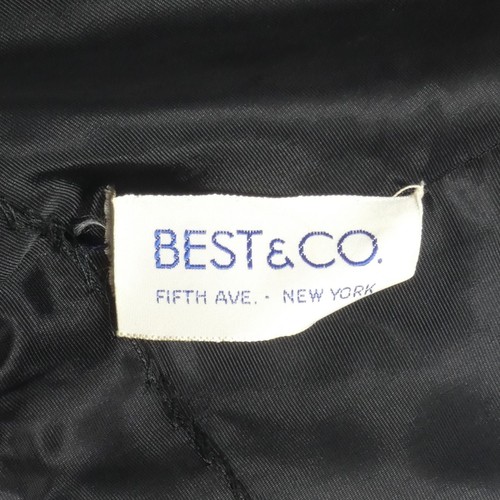 BEST & CO.
FIFTH AVE. · NEW YORK